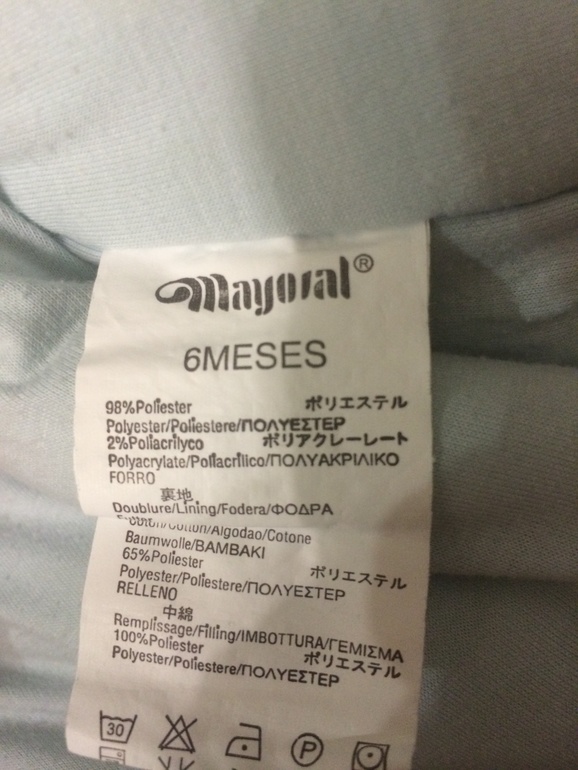 mayoral®
6MESES
98%Poliester ポリエステル
Polyester/Poliestere/ΠΟΛΥΕΣΤΕΡ
2%Poliacrilyco ポリアクレーレート
Polyacrylate/Poliacrilico/ΠΟΛΥΑΚΡΙΛΙΚΟ
FORRO
裏地
Doublure/Lining/Fodera/ΦΟΔΡΑ
Cotton/Algodao/Cotone
Baumwolle/BAMBAKI
65%Poliester ポリエステル
Polyester/Poliestere/ΠΟΛΥΕΣΤΕΡ
RELLENO
中綿
Remplissage/Filling/IMBOTTURA/ΓΕΜΙΣΜΑ
100%Poliester ポリエステル
Polyester/Poliestere/ΠΟΛΥΕΣΤΕΡ
30 P